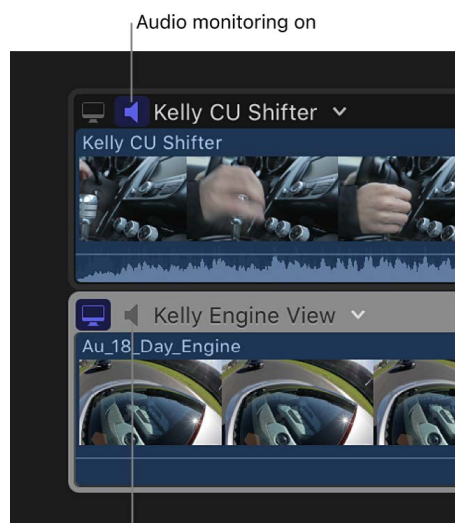 Audio monitoring on
Kelly CU Shifter
Kelly CU Shifter
Kelly Engine View
Au_18_Day_Engine